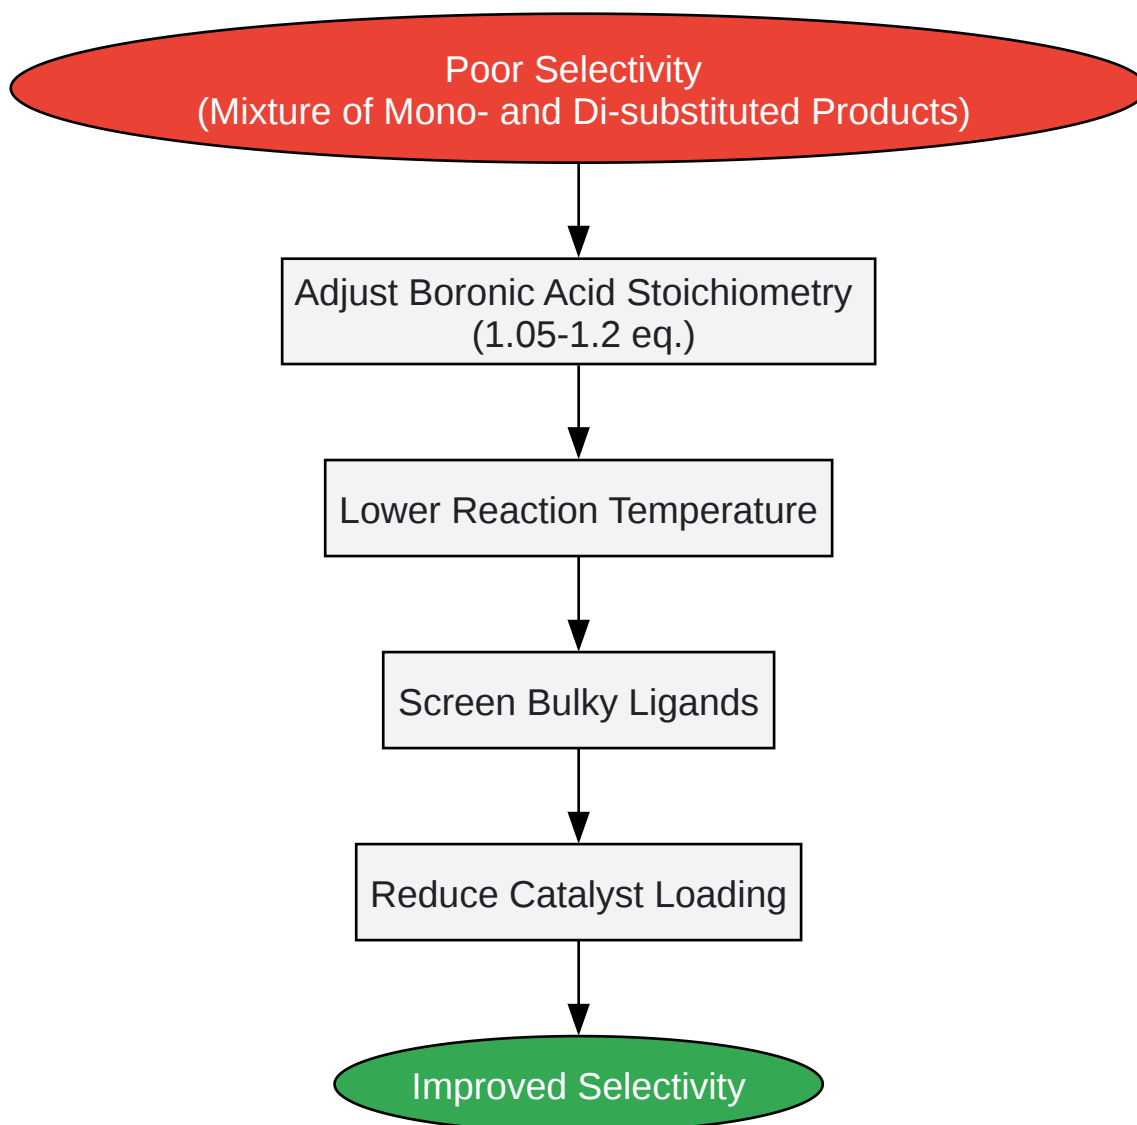 Poor Selectivity
(Mixture of Mono- and Di-substituted Products)
Adjust Boronic Acid Stoichiometry
(1.05-1.2 eq.)
Lower Reaction Temperature
Screen Bulky Ligands
Reduce Catalyst Loading
Improved Selectivity